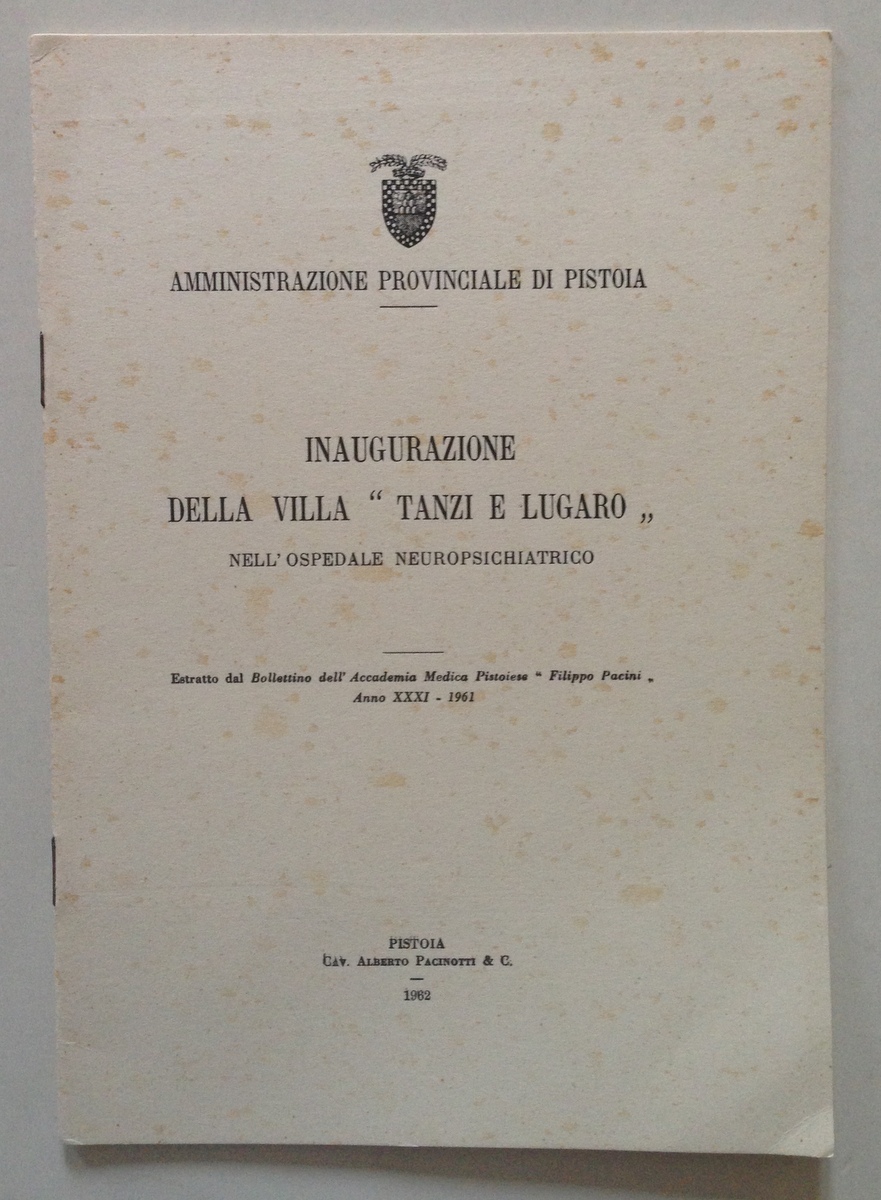 AMMINISTRAZIONE PROVINCIALE DI PISTOIA
INAUGURAZIONE
DELLA VILLA “ TANZI E LUGARO „
NELL' OSPEDALE NEUROPSICHIATRICO
Estratto dal Bollettino dell' Accademia Medica Pistoiese “ Filippo Pacini „
Anno XXXI - 1961
PISTOIA
CAV. ALBERTO PACINOTTI & C.
1962